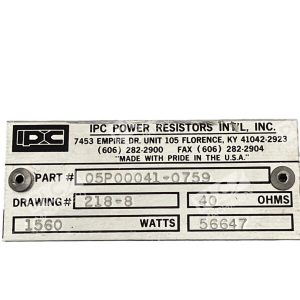 IPC
IPC POWER RESISTORS INT'L, INC.
7453 EMPIRE DR. UNIT 105 FLORENCE, KY 41042-2923
(606) 282-2900 FAX (606) 282-2904
"MADE WITH PRIDE IN THE U.S.A."
PART # 05P00041-0759
DRAWING# 218-8 40 OHMS
1560 WATTS 56647